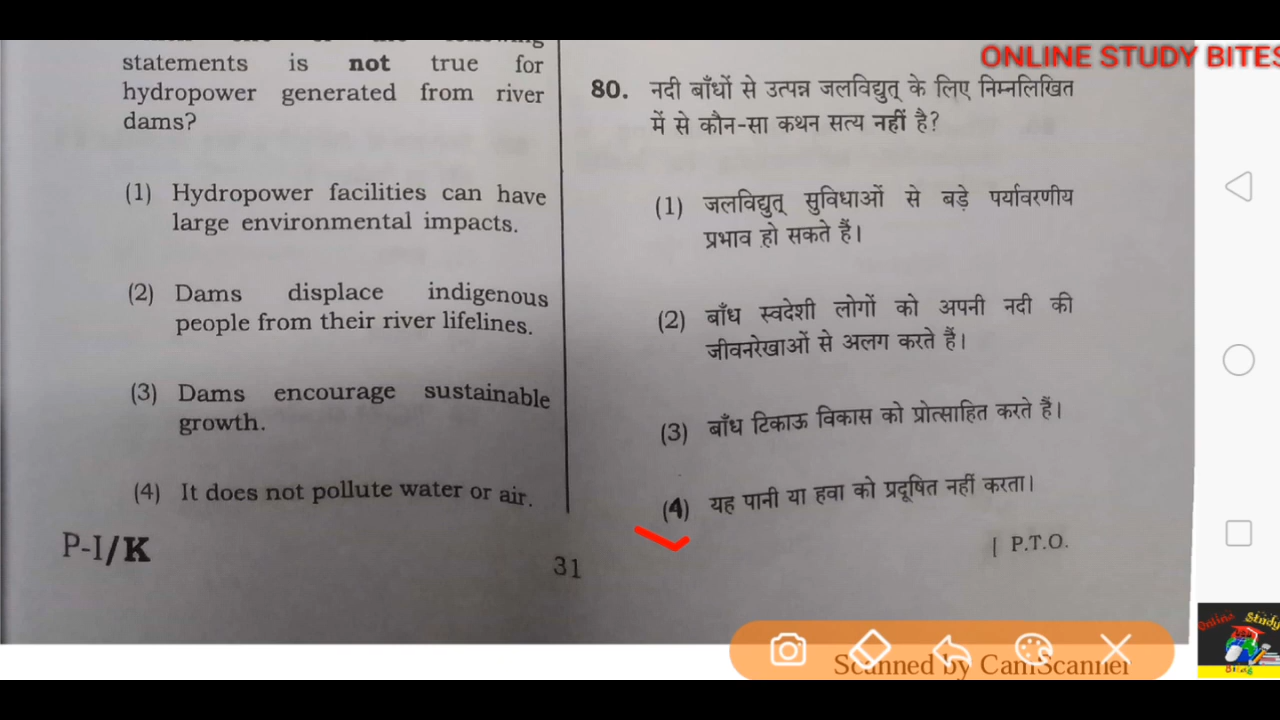 ONLINE STUDY BITES
statements is not true for
hydropower generated from river
dams?
(1) Hydropower facilities can have
large environmental impacts.
(2) Dams displace indigenous
people from their river lifelines.
(3) Dams encourage sustainable
growth.
(4) It does not pollute water or air.
P-I/K
80. नदी बाँधों से उत्पन्न जलविद्युत् के लिए निम्नलिखित
में से कौन-सा कथन सत्य नहीं है?
(1) जलविद्युत् सुविधाओं से बड़े पर्यावरणीय
प्रभाव हो सकते हैं।
(2) बाँध स्वदेशी लोगों को अपनी नदी की
जीवनरेखाओं से अलग करते हैं।
(3) बाँध टिकाऊ विकास को प्रोत्साहित करते हैं।
(4) यह पानी या हवा को प्रदूषित नहीं करता।
31
[ P.T.O.
Scanned by CamScanner
Online Study
Bites